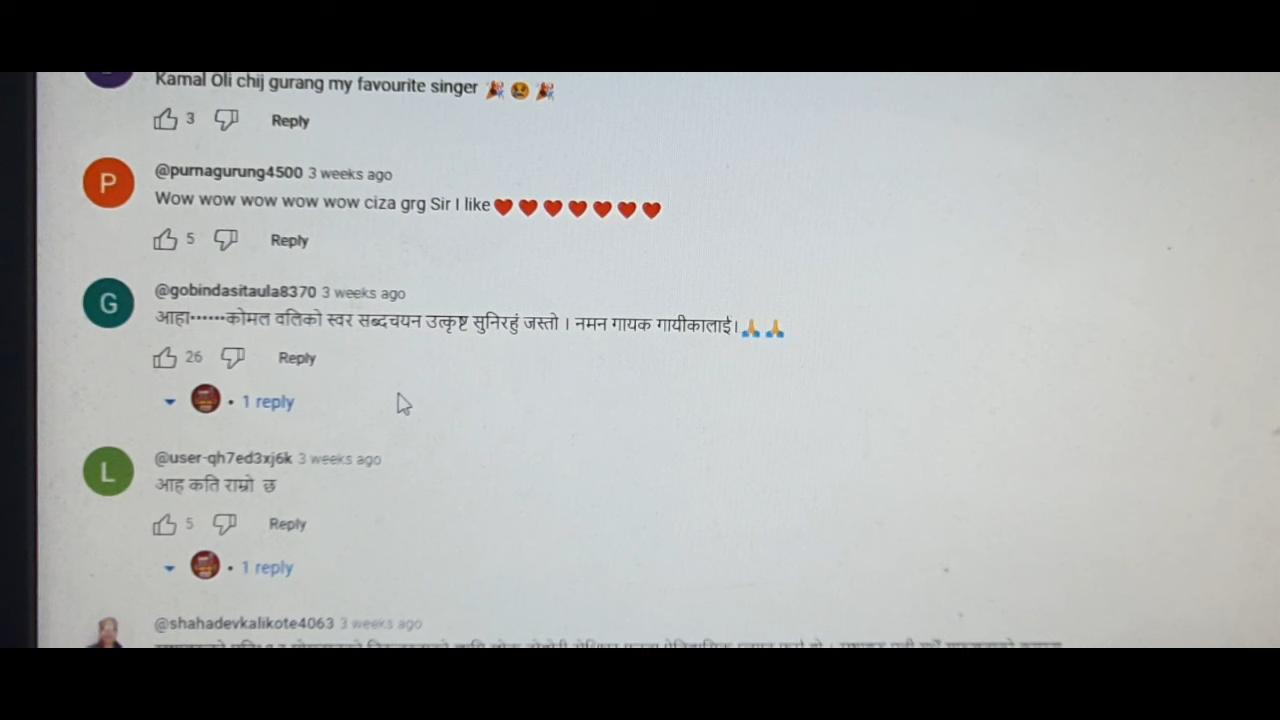 Kamal Oli chij gurang my favourite singer 🎉😢🎉
3 Reply
P
@purnagurung4500 3 weeks ago
Wow wow wow wow wow ciza grg Sir I like❤️❤️❤️❤️❤️❤️❤️
5 Reply
G
@gobindasitaula8370 3 weeks ago
आहा••••••कोमल वलिको स्वर सब्दचयन उत्कृष्ट सुनिरहुं जस्तो । नमन गायक गायीकालाई।🙏🙏
26 Reply
• 1 reply
L
@user-qh7ed3xj6k 3 weeks ago
आह कति राम्रो छ
5 Reply
• 1 reply
@shahadevkalikote4063 3 weeks ago